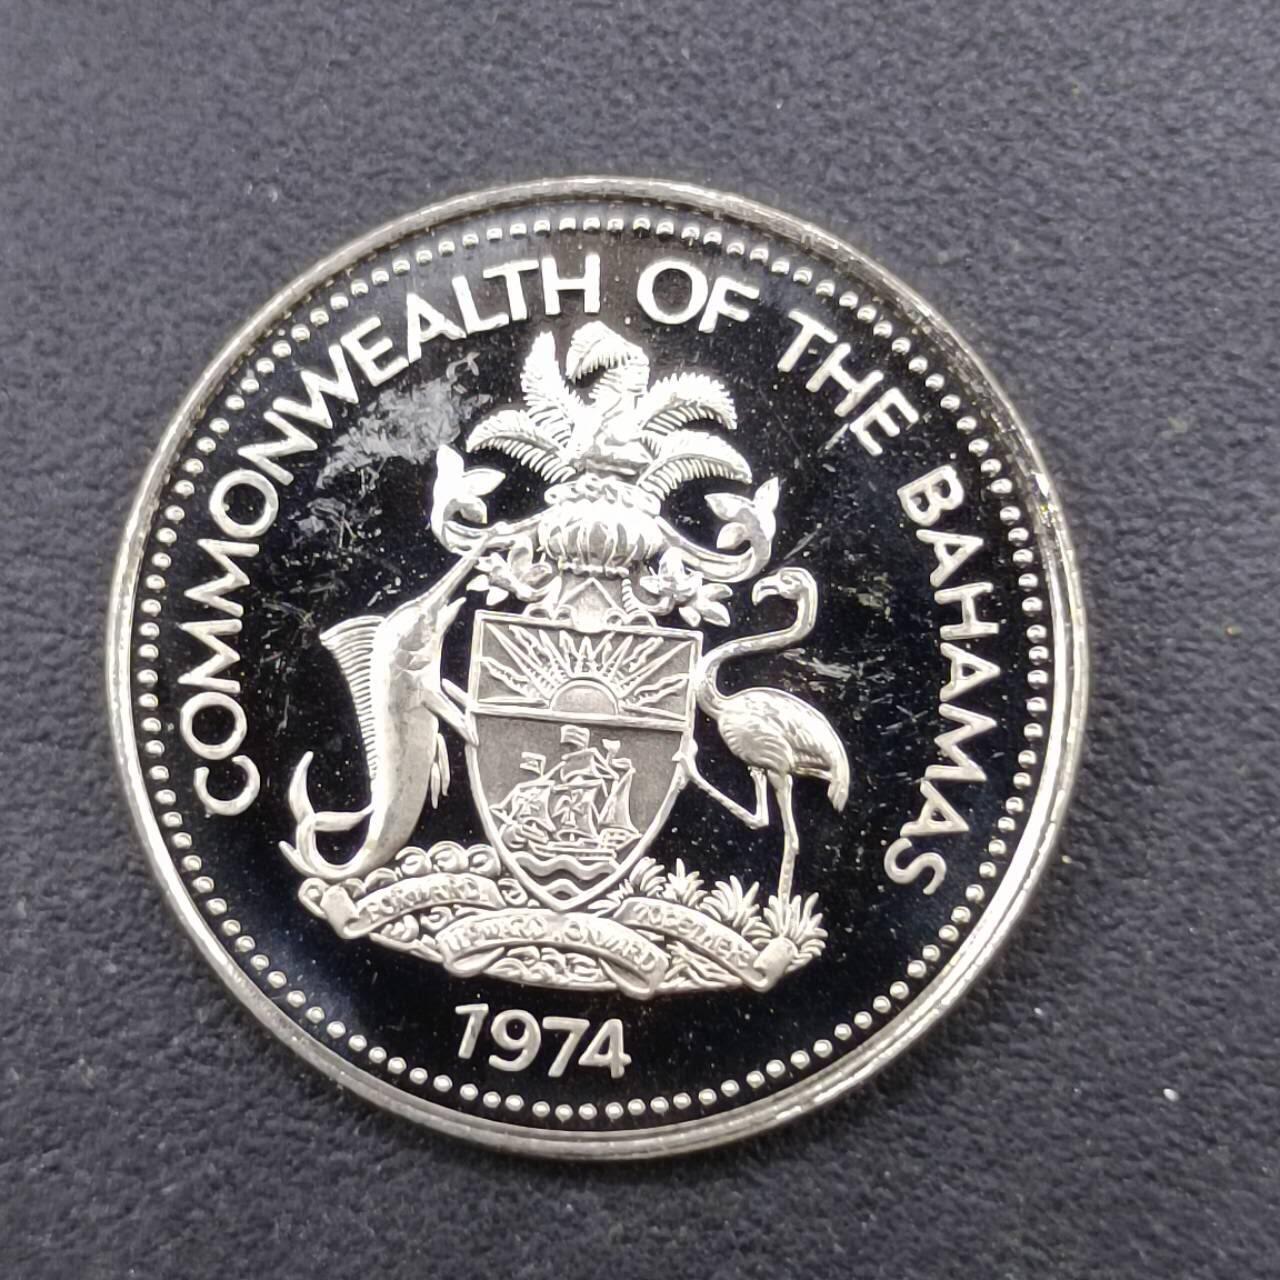 COMMONWEALTH OF THE BAHAMAS
FORWARD
UPWARD ONWARD
TOGETHER
1974